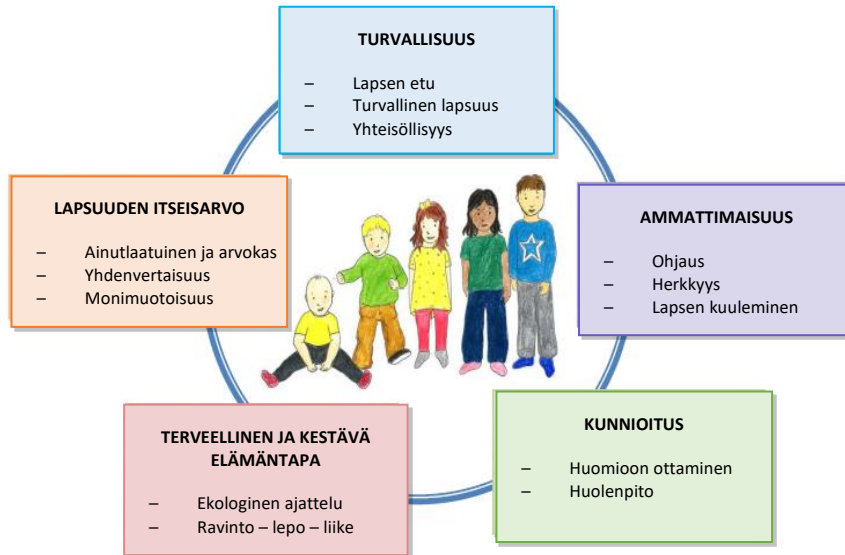 TURVALLISUUS
– Lapsen etu
– Turvallinen lapsuus
– Yhteisöllisyys
LAPSUUDEN ITSEISARVO
– Ainutlaatuinen ja arvokas
– Yhdenvertaisuus
– Monimuotoisuus
AMMATTIMAISUUS
– Ohjaus
– Herkkyys
– Lapsen kuuleminen
TERVEELLINEN JA KESTÄVÄ
ELÄMÄNTAPA
– Ekologinen ajattelu
– Ravinto – lepo – liike
KUNNIOITUS
– Huomioon ottaminen
– Huolenpito